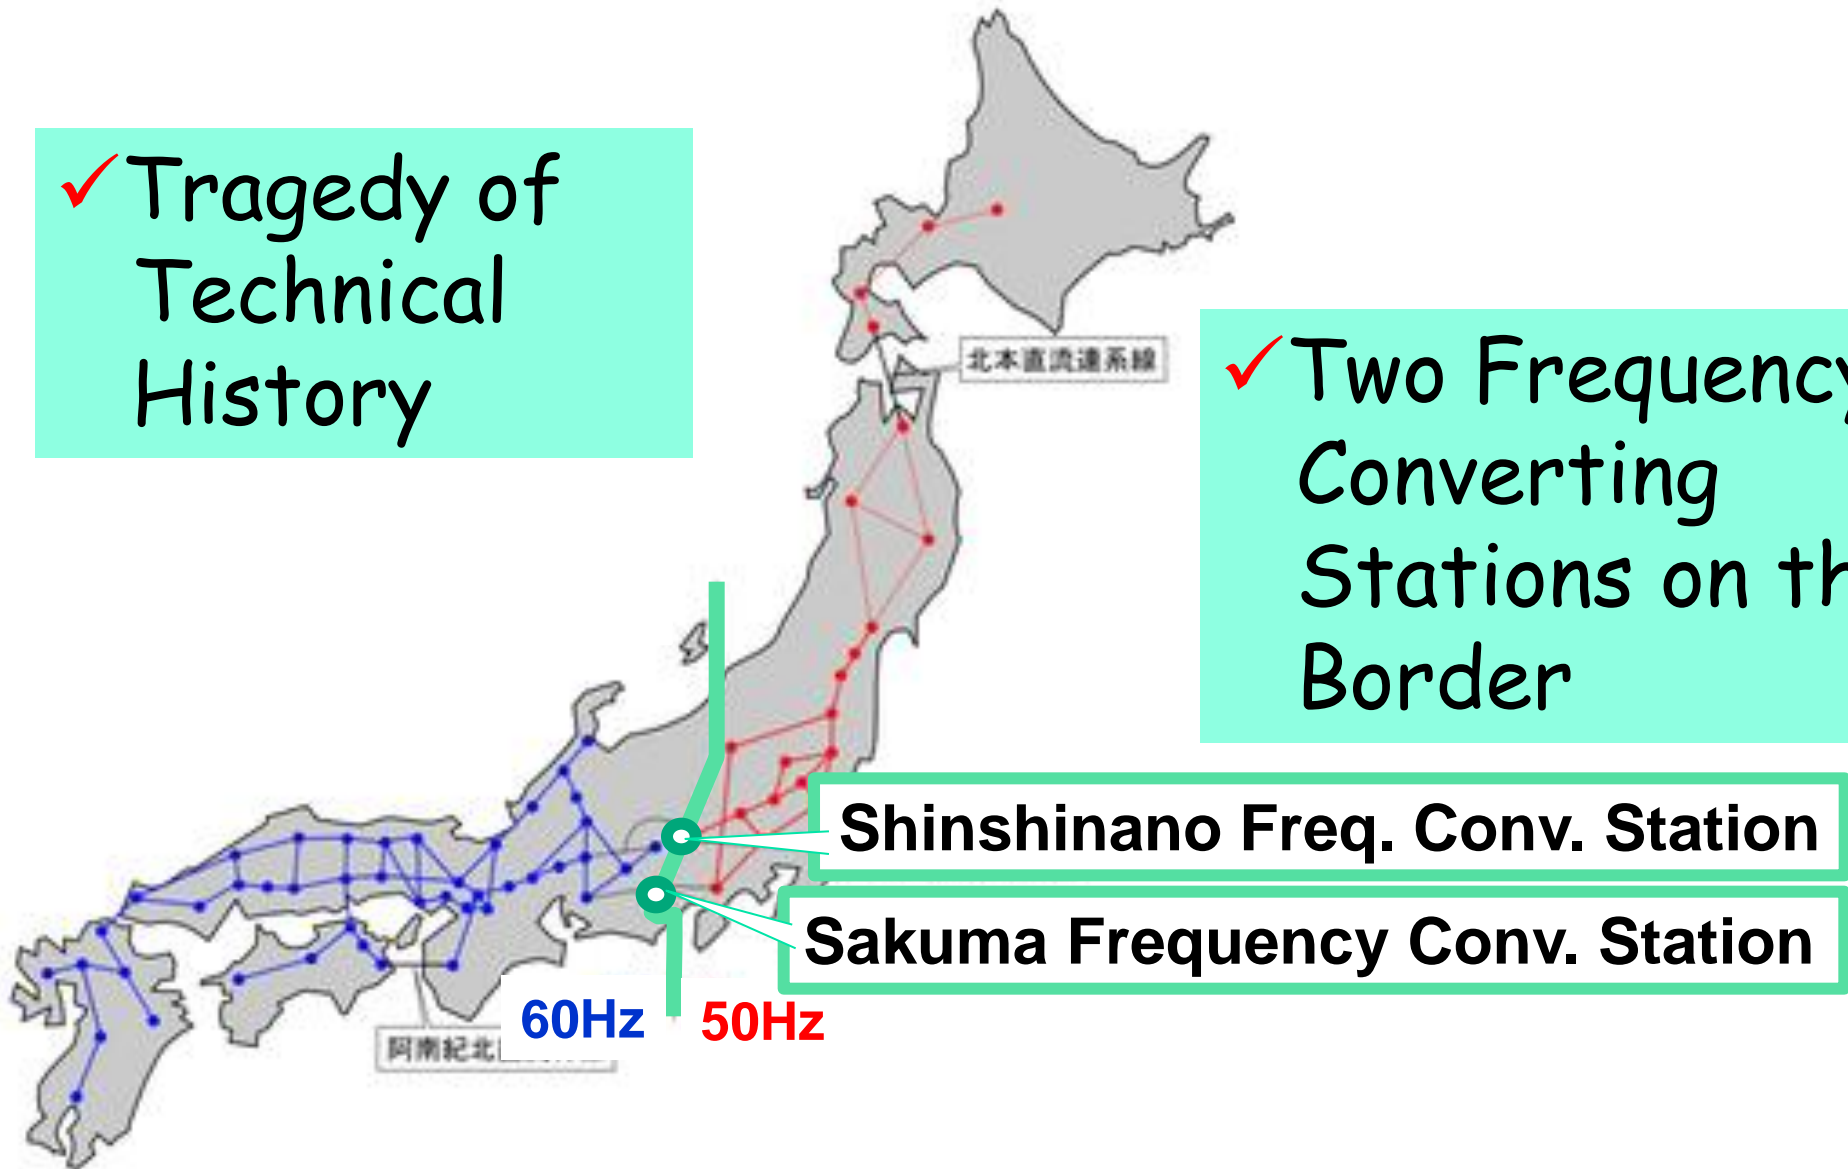 ✓Tragedy of
Technical
History
北本直流連系線
✓Two Frequency
Converting
Stations on th
Border
Shinshinano Freq. Conv. Station
Sakuma Frequency Conv. Station
60Hz
50Hz
阿南紀北